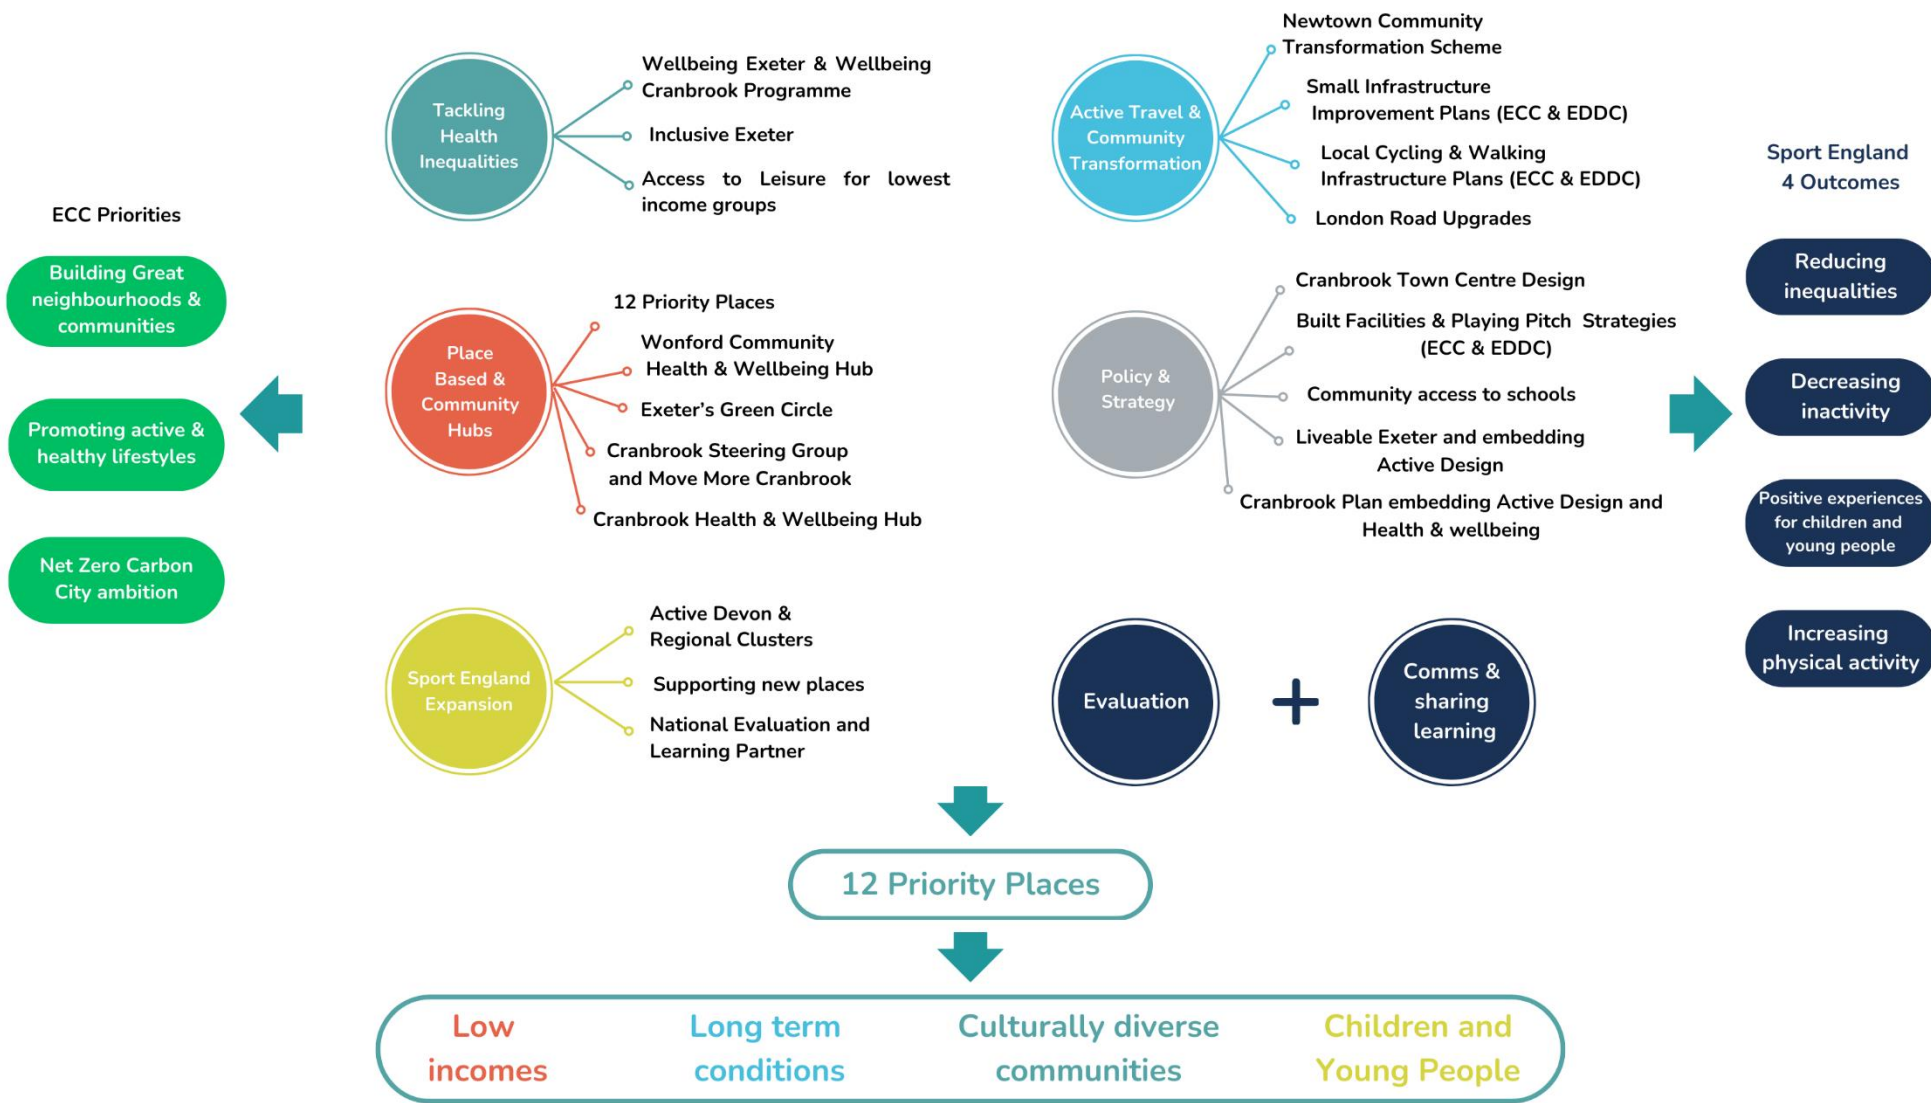 ECC Priorities
Building Great
neighbourhoods &
communities
Promoting active &
healthy lifestyles
Net Zero Carbon
City ambition
Tackling
Health
Inequalities
Wellbeing Exeter & Wellbeing
Cranbrook Programme
Inclusive Exeter
Access to Leisure for lowest
income groups
Place
Based &
Community
Hubs
12 Priority Places
Wonford Community
Health & Wellbeing Hub
Exeter's Green Circle
Cranbrook Steering Group
and Move More Cranbrook
Cranbrook Health & Wellbeing Hub
Sport England
Expansion
Active Devon &
Regional Clusters
Supporting new places
National Evaluation and
Learning Partner
Active Travel &
Community
Transformation
Newtown Community
Transformation Scheme
Small Infrastructure
Improvement Plans (ECC & EDDC)
Local Cycling & Walking
Infrastructure Plans (ECC & EDDC)
London Road Upgrades
Policy &
Strategy
Cranbrook Town Centre Design
Built Facilities & Playing Pitch Strategies
(ECC & EDDC)
Community access to schools
Liveable Exeter and embedding
Active Design
Cranbrook Plan embedding Active Design and
Health & wellbeing
Evaluation
+
Comms &
sharing
learning
Sport England
4 Outcomes
Reducing
inequalities
Decreasing
inactivity
Positive experiences
for children and
young people
Increasing
physical activity
12 Priority Places
Low
incomes
Long term
conditions
Culturally diverse
communities
Children and
Young People